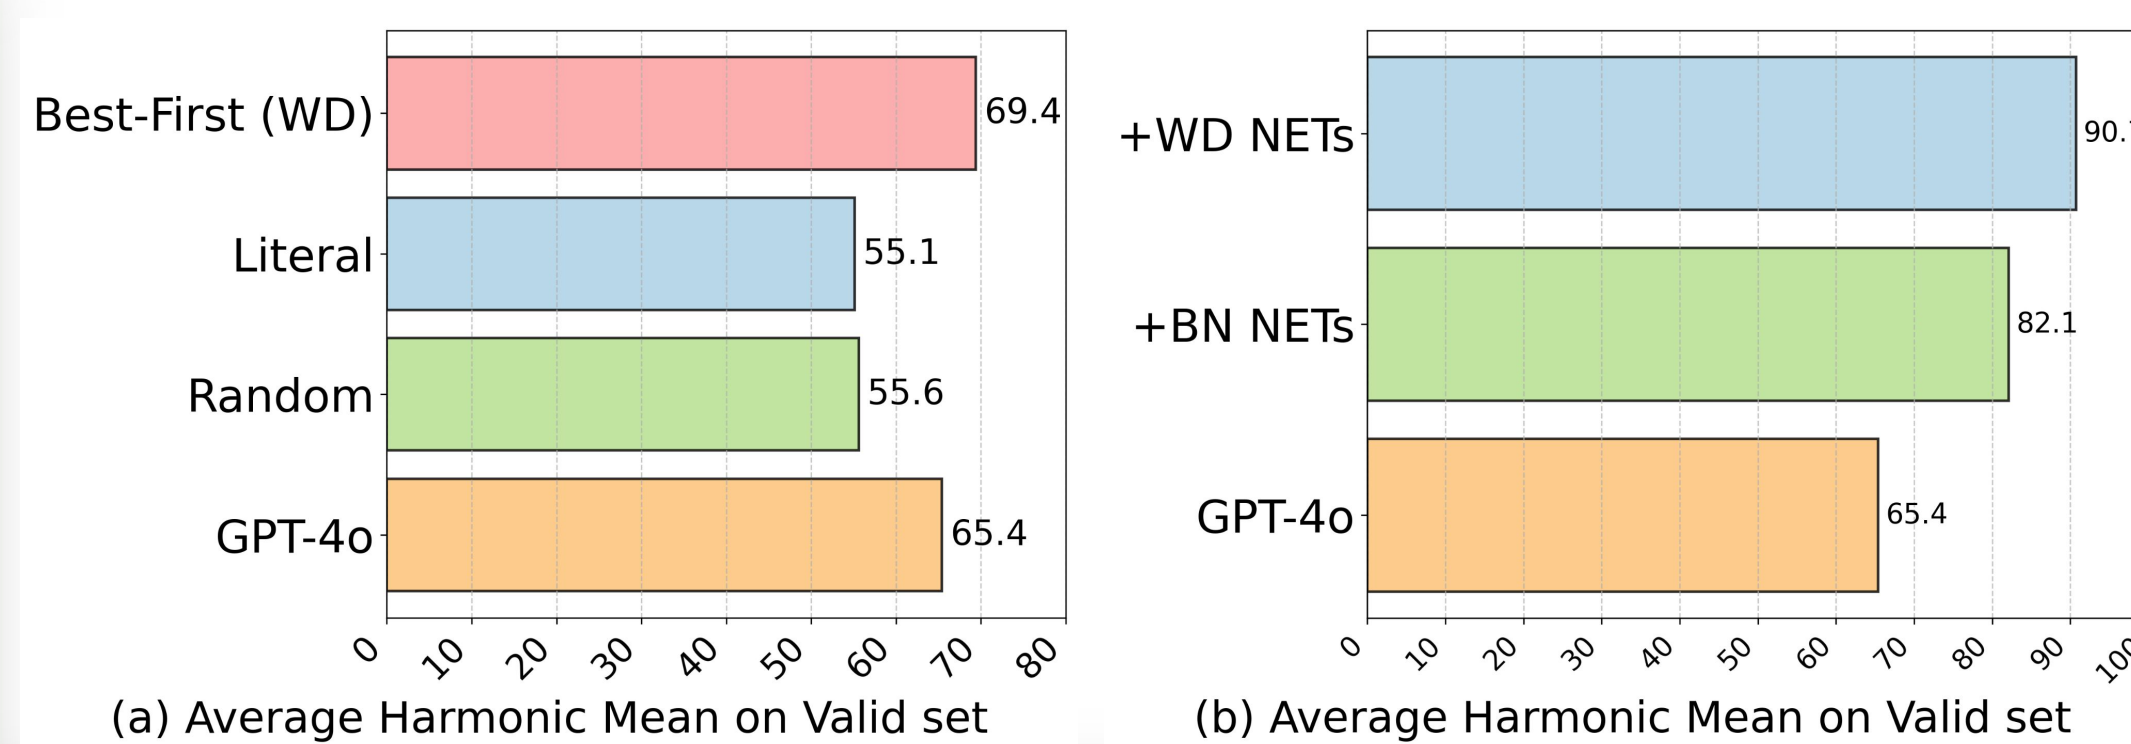 Best-First (WD)
69.4
Literal
55.1
Random
55.6
GPT-4o
65.4
0 10 20 30 40 50 60 70 80
(a) Average Harmonic Mean on Valid set
+WD NETs
+BN NETs
82.1
GPT-4o
65.4
0 10 20 30 40 50 60 70 80 90
(b) Average Harmonic Mean on Valid set